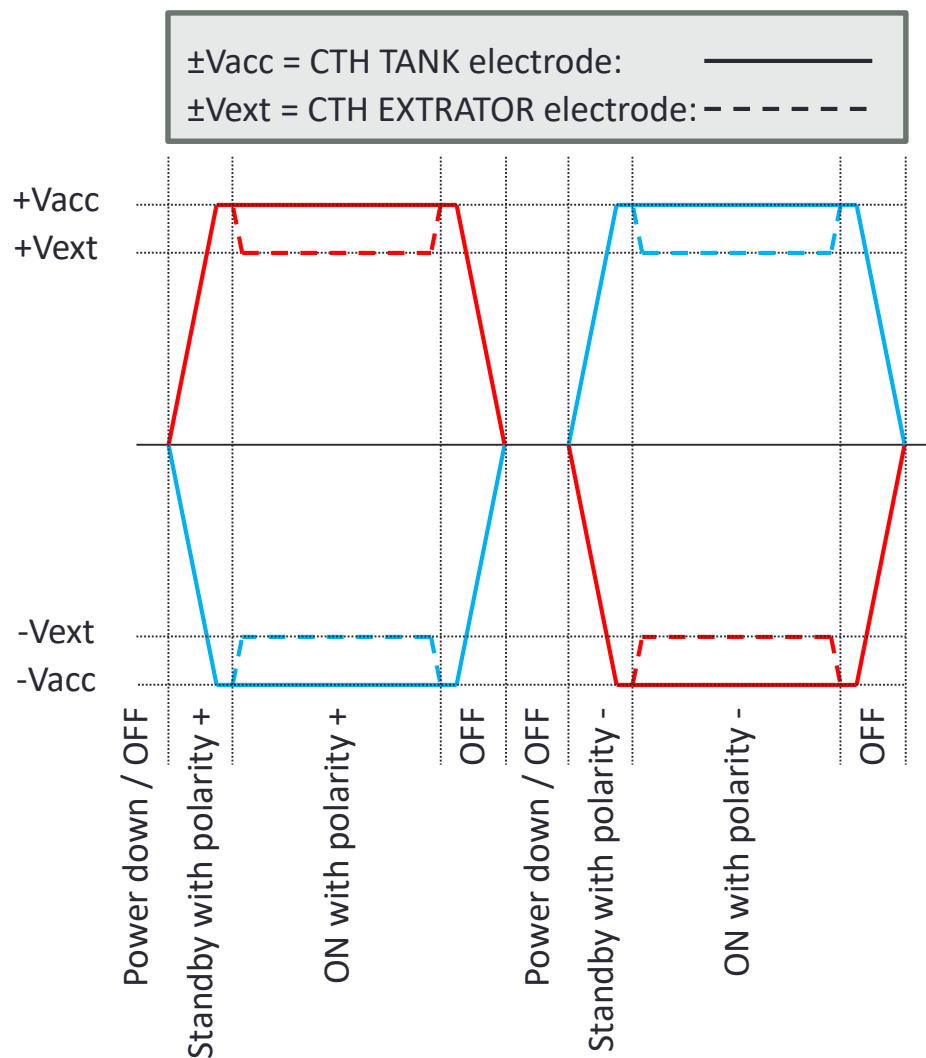 ±Vacc = CTH TANK electrode:
±Vext = CTH EXTRATOR electrode:
+Vacc
+Vext
-Vext
-Vacc
Power down / OFF
Standby with polarity +
ON with polarity +
OFF
Power down / OFF
Standby with polarity -
ON with polarity -
OFF